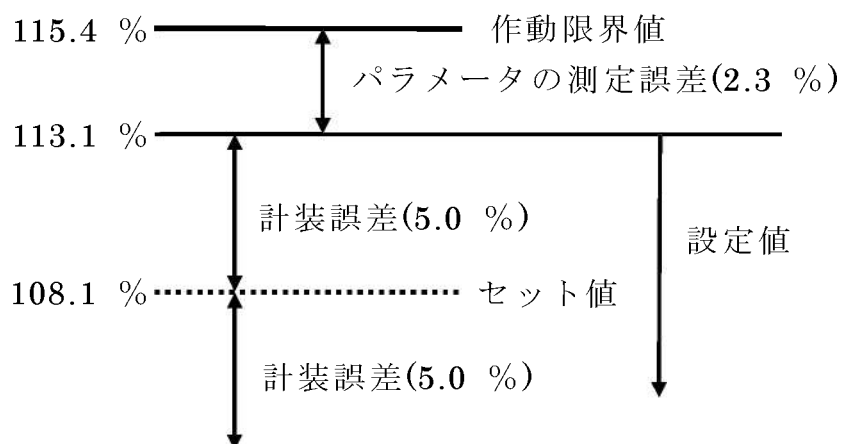 115.4 % 作動限界値
パラメータの測定誤差(2.3 %)
113.1 %
計装誤差(5.0 %)
設定値
108.1 % セット値
計装誤差(5.0 %)